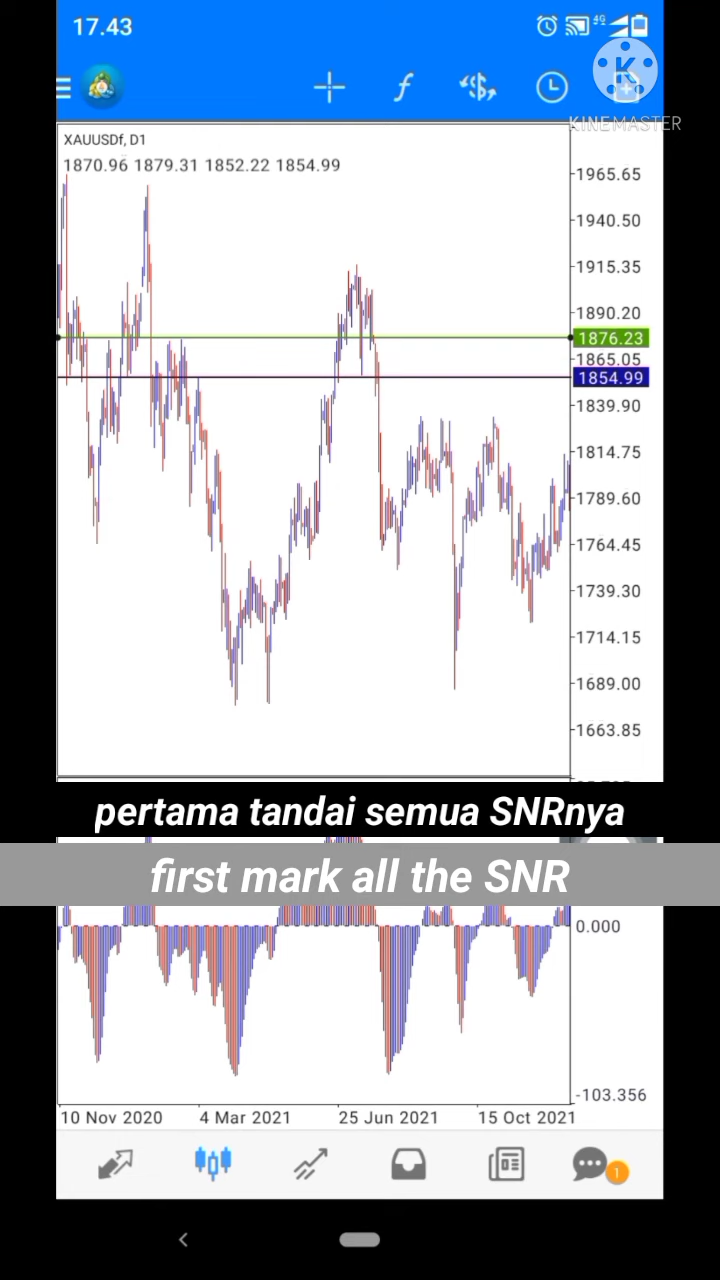 17.43
4G
K
KINEMASTER
f
$
XAUUSDf, D1
1870.96 1879.31 1852.22 1854.99
1965.65
1940.50
1915.35
1890.20
1876.23
1865.05
1854.99
1839.90
1814.75
1789.60
1764.45
1739.30
1714.15
1689.00
1663.85
pertama tandai semua SNRnya
first mark all the SNR
0.000
-103.356
10 Nov 2020 4 Mar 2021 25 Jun 2021 15 Oct 2021
1